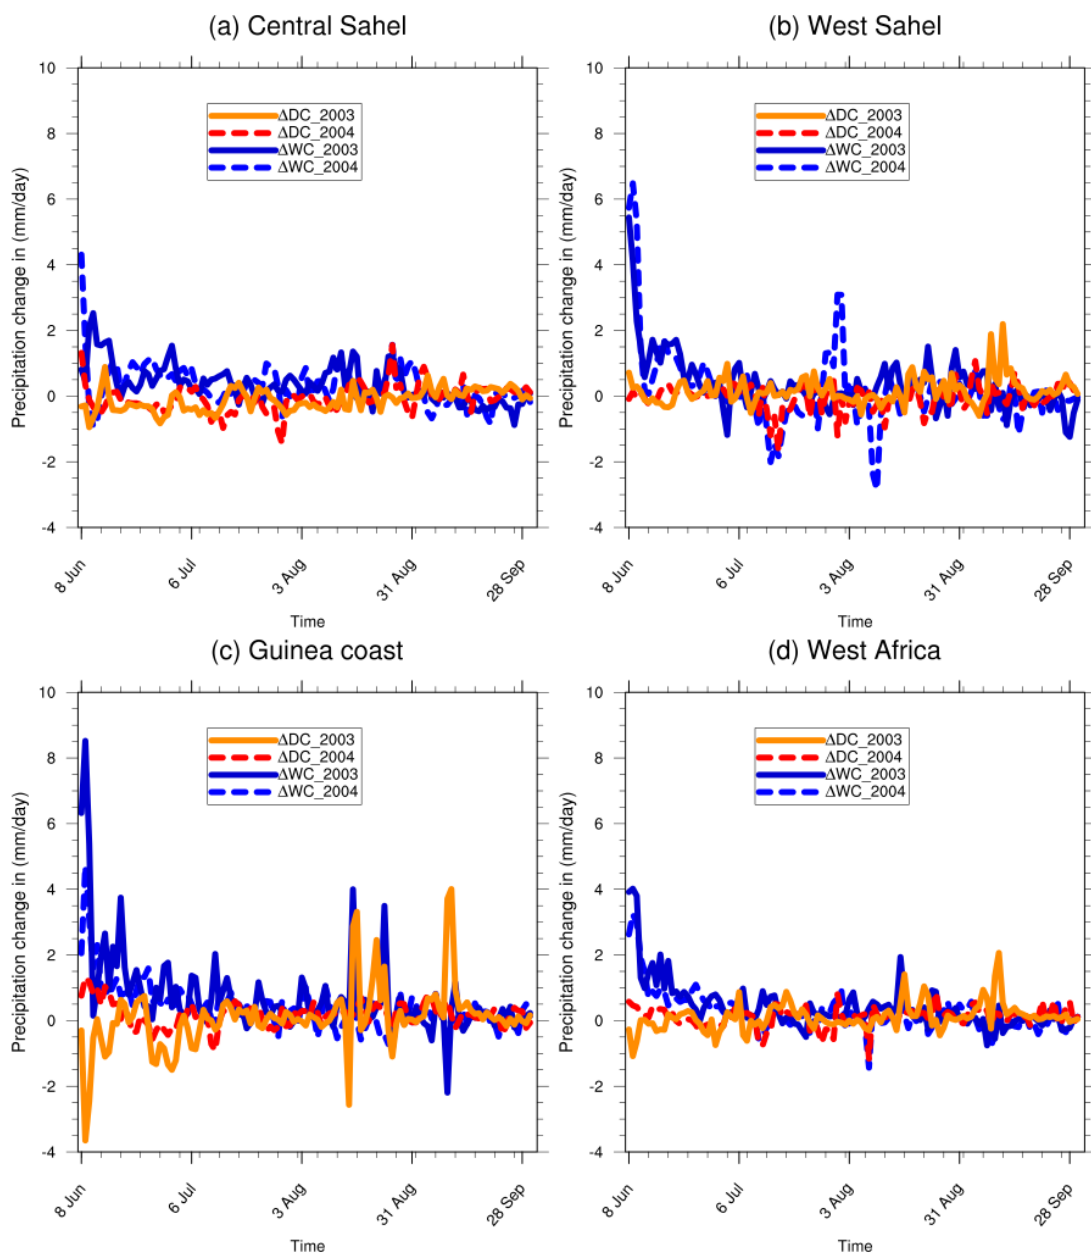 (a) Central Sahel
Precipitation change in (mm/day)
10
8
6
4
2
0
-2
-4
ΔDC_2003
ΔDC_2004
ΔWC_2003
ΔWC_2004
8 Jun
6 Jul
3 Aug
31 Aug
28 Sep
Time
(b) West Sahel
Precipitation change in (mm/day)
10
8
6
4
2
0
-2
-4
ΔDC_2003
ΔDC_2004
ΔWC_2003
ΔWC_2004
8 Jun
6 Jul
3 Aug
31 Aug
28 Sep
Time
(c) Guinea coast
Precipitation change in (mm/day)
10
8
6
4
2
0
-2
-4
ΔDC_2003
ΔDC_2004
ΔWC_2003
ΔWC_2004
8 Jun
6 Jul
3 Aug
31 Aug
28 Sep
Time
(d) West Africa
Precipitation change in (mm/day)
10
8
6
4
2
0
-2
-4
ΔDC_2003
ΔDC_2004
ΔWC_2003
ΔWC_2004
8 Jun
6 Jul
3 Aug
31 Aug
28 Sep
Time